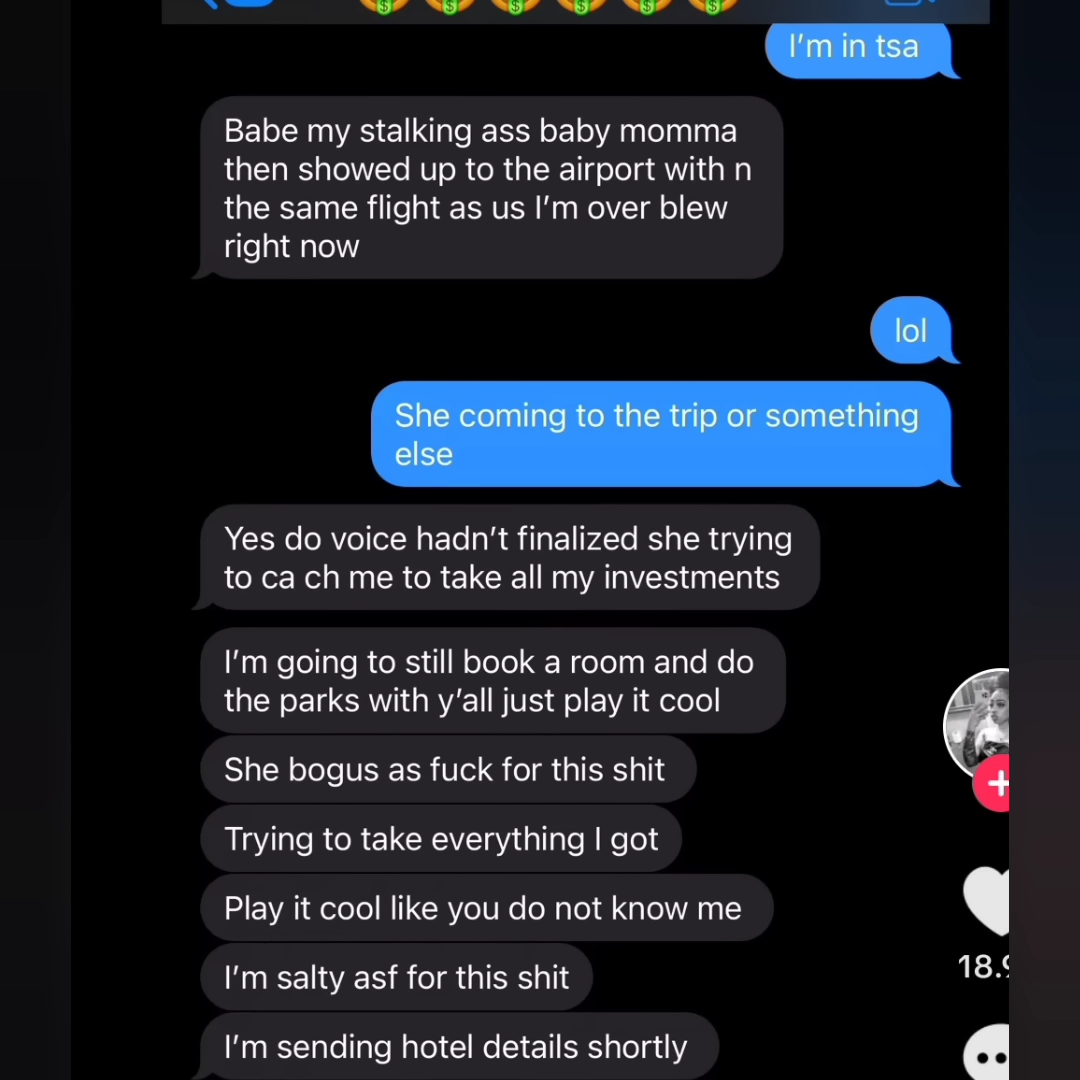 I'm in tsa
Babe my stalking ass baby momma
then showed up to the airport with n
the same flight as us I'm over blew
right now
lol
She coming to the trip or something
else
Yes do voice hadn't finalized she trying
to ca ch me to take all my investments
I'm going to still book a room and do
the parks with y'all just play it cool
She bogus as fuck for this shit
Trying to take everything I got
Play it cool like you do not know me
I'm salty asf for this shit
18.9
I'm sending hotel details shortly